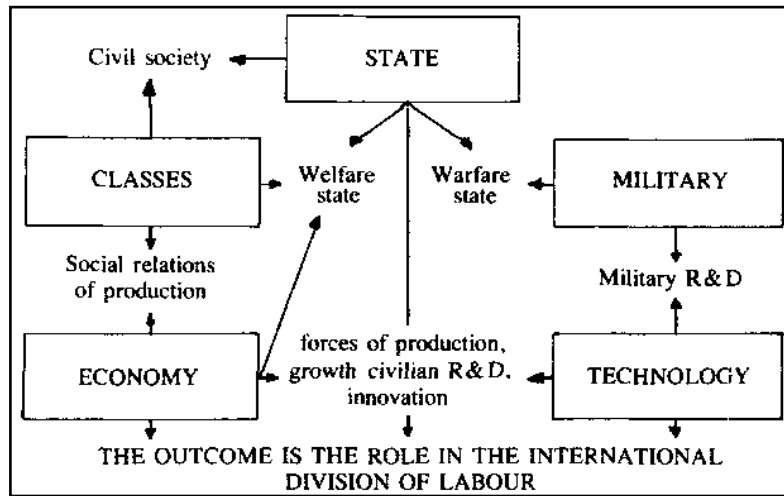 STATE
Civil society
CLASSES
Welfare
state
Warfare
state
MILITARY
Social relations
of production
Military R&D
ECONOMY
forces of production,
growth civilian R&D,
innovation
TECHNOLOGY
THE OUTCOME IS THE ROLE IN THE INTERNATIONAL
DIVISION OF LABOUR